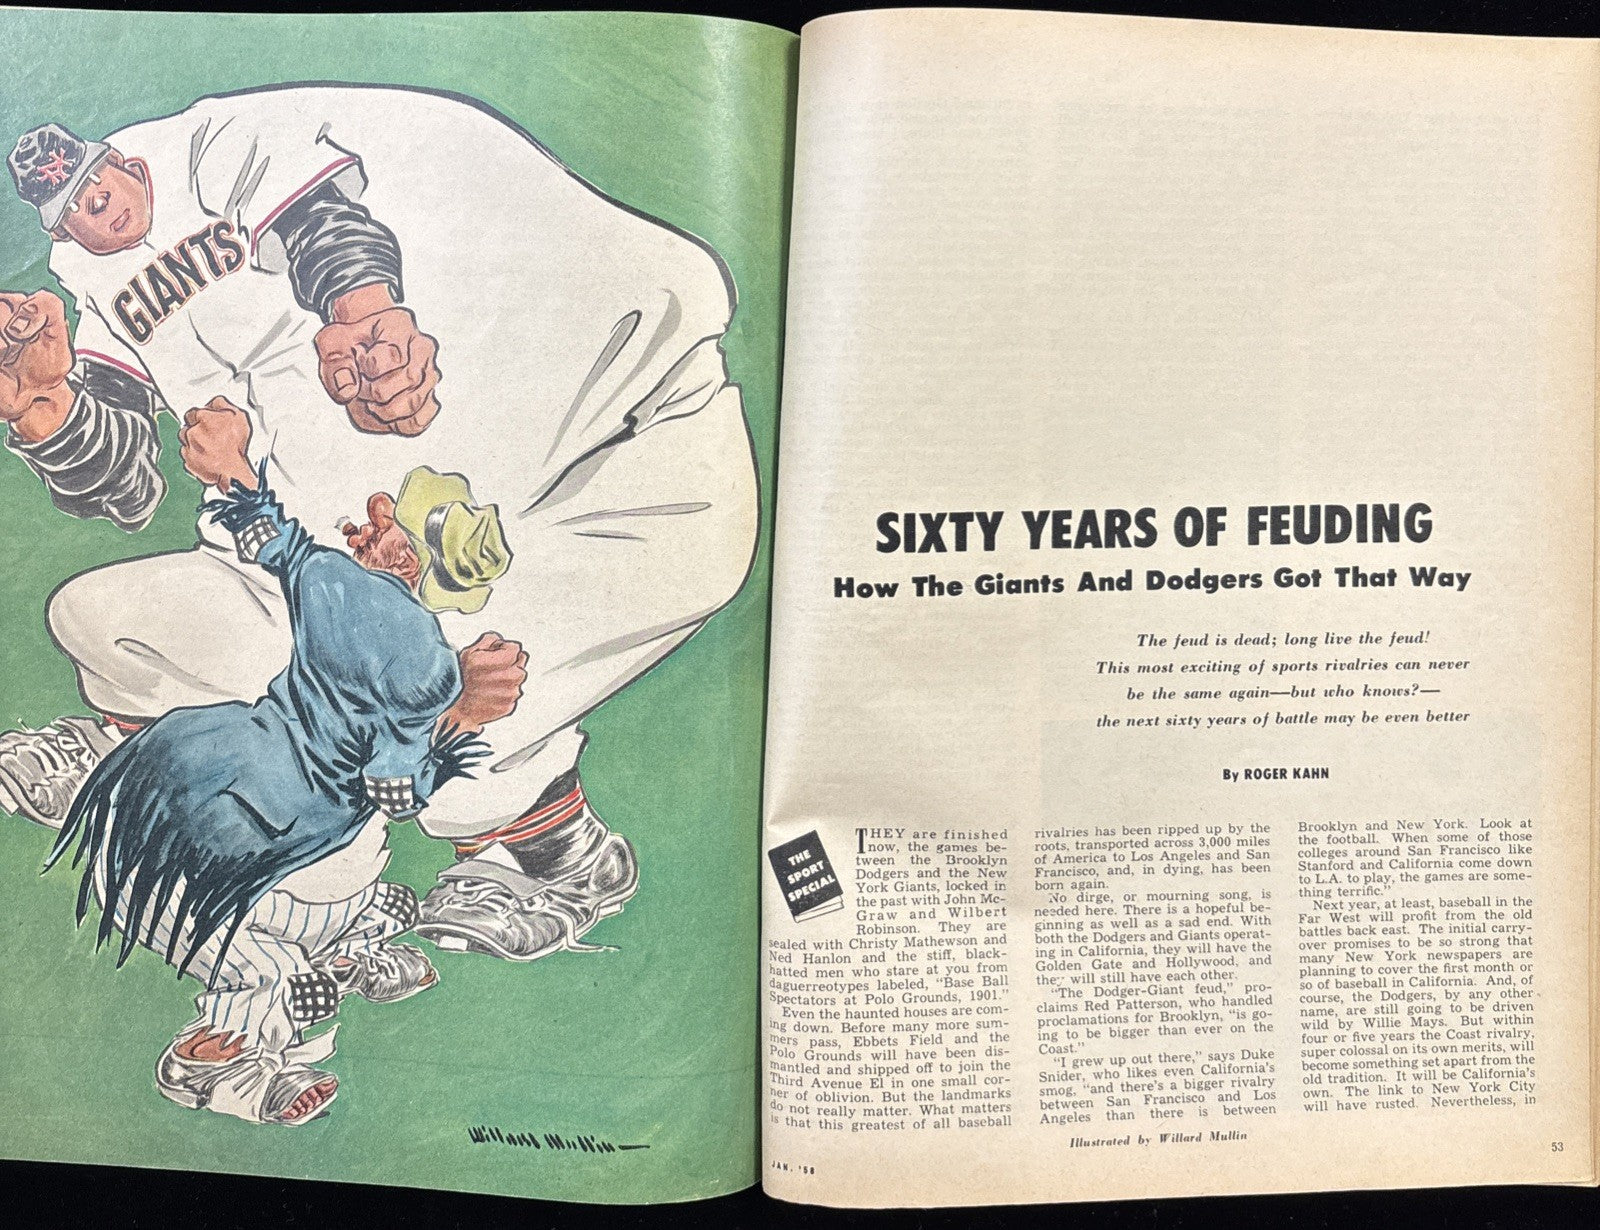 NY
GIANTS
Willard Mullin
SIXTY YEARS OF FEUDING
How The Giants And Dodgers Got That Way
The feud is dead; long live the feud!
This most exciting of sports rivalries can never
be the same again—but who knows?—
the next sixty years of battle may be even better
By ROGER KAHN
THE
SPORT
SPECIAL
THEY are finished
now, the games be-
tween the Brooklyn
Dodgers and the New
York Giants, locked in
the past with John Mc-
Graw and Wilbert
Robinson. They are
sealed with Christy Mathewson and
Ned Hanlon and the stiff, black-
hatted men who stare at you from
daguerreotypes labeled, "Base Ball
Spectators at Polo Grounds, 1901."
Even the haunted houses are com-
ing down. Before many more sum-
mers pass, Ebbets Field and the
Polo Grounds will have been dis-
mantled and shipped off to join the
Third Avenue El in one small cor-
ner of oblivion. But the landmarks
do not really matter. What matters
is that this greatest of all baseball
rivalries has been ripped up by the
roots, transported across 3,000 miles
of America to Los Angeles and San
Francisco, and, in dying, has been
born again.
No dirge, or mourning song, is
needed here. There is a hopeful be-
ginning as well as a sad end. With
both the Dodgers and Giants operat-
ing in California, they will have the
Golden Gate and Hollywood, and
they will still have each other.
"The Dodger-Giant feud," pro-
claims Red Patterson, who handled
proclamations for Brooklyn, "is go-
ing to be bigger than ever on the
Coast."
"I grew up out there," says Duke
Snider, who likes even California's
smog, "and there's a bigger rivalry
between San Francisco and Los
Angeles than there is between
Brooklyn and New York. Look at
the football. When some of those
colleges around San Francisco like
Stanford and California come down
to L.A. to play, the games are some-
thing terrific."
Next year, at least, baseball in the
Far West will profit from the old
battles back east. The initial carry-
over promises to be so strong that
many New York newspapers are
planning to cover the first month or
so of baseball in California. And, of
course, the Dodgers, by any other
name, are still going to be driven
wild by Willie Mays. But within
four or five years the Coast rivalry,
super colossal on its own merits, will
become something set apart from the
old tradition. It will be California's
own. The link to New York City
will have rusted. Nevertheless, in
Illustrated by Willard Mullin
JAN. '58
53